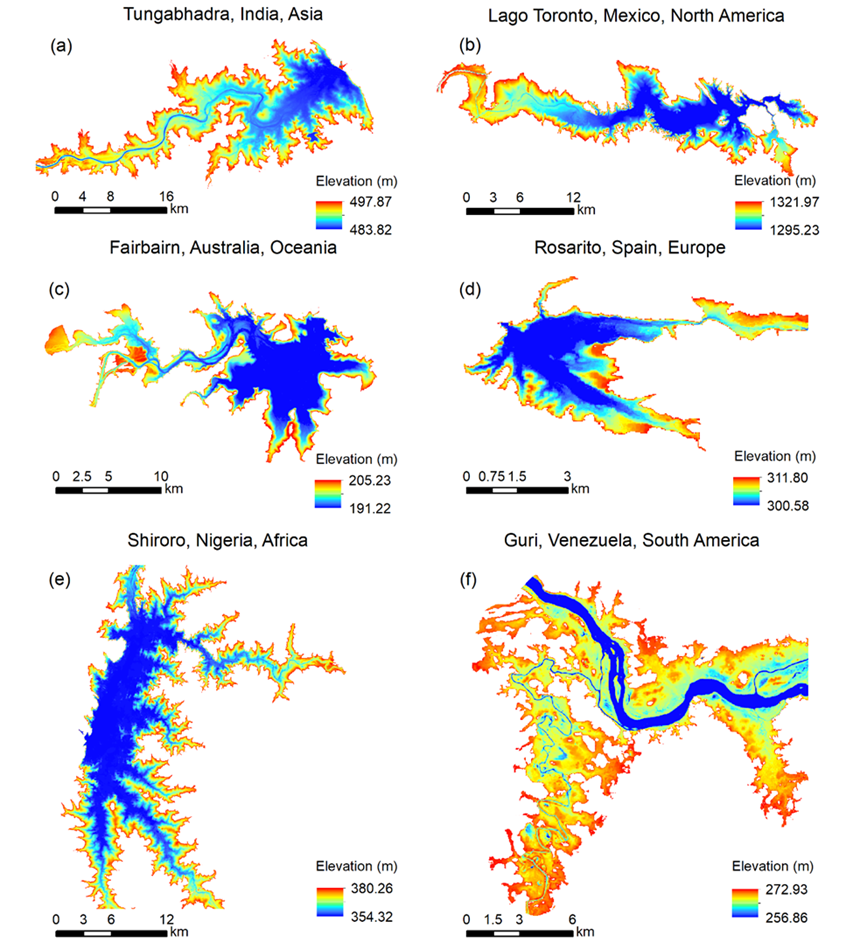 Tungabhadra, India, Asia
(a)
Elevation (m)
497.87
483.82
0 4 8 16
km
Lago Toronto, Mexico, North America
(b)
Elevation (m)
1321.97
1295.23
0 3 6 12
km
Fairbairn, Australia, Oceania
(c)
Elevation (m)
205.23
191.22
0 2.5 5 10
km
Rosarito, Spain, Europe
(d)
Elevation (m)
311.80
300.58
0 0.75 1.5 3
km
Shiroro, Nigeria, Africa
(e)
Elevation (m)
380.26
354.32
0 3 6 12
km
Guri, Venezuela, South America
(f)
Elevation (m)
272.93
256.86
0 1.5 3 6
km